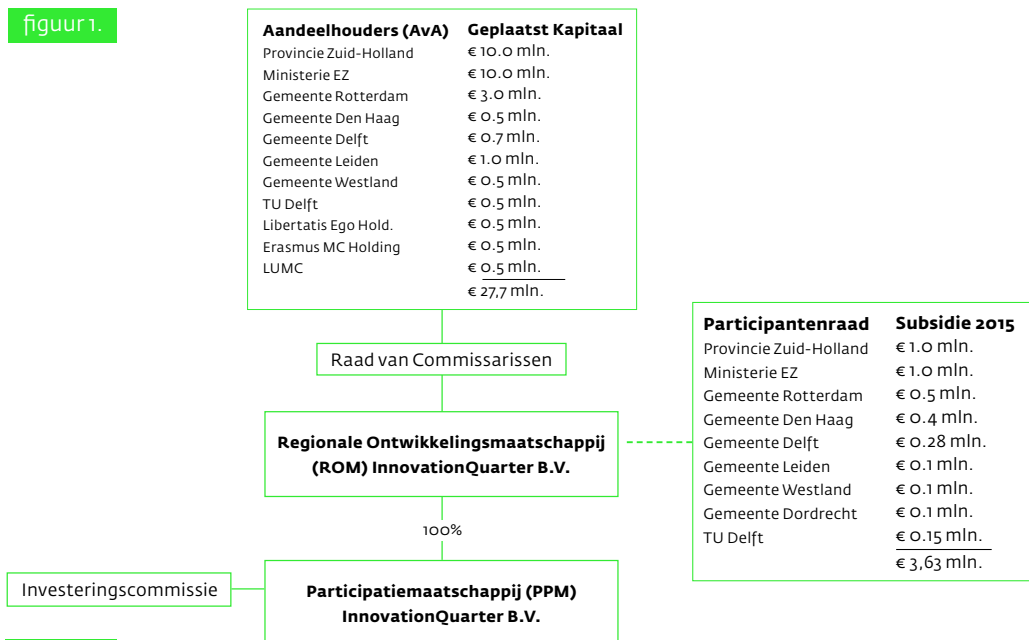 figuur 1.
Aandeelhouders (AvA) Geplaatst Kapitaal
Provincie Zuid-Holland € 10.0 mln.
Ministerie EZ € 10.0 mln.
Gemeente Rotterdam € 3.0 mln.
Gemeente Den Haag € 0.5 mln.
Gemeente Delft € 0.7 mln.
Gemeente Leiden € 1.0 mln.
Gemeente Westland € 0.5 mln.
TU Delft € 0.5 mln.
Libertatis Ego Hold. € 0.5 mln.
Erasmus MC Holding € 0.5 mln.
LUMC € 0.5 mln.
€ 27,7 mln.
Raad van Commissarissen
Regionale Ontwikkelingsmaatschappij
(ROM) InnovationQuarter B.V.
Participantenraad Subsidie 2015
Provincie Zuid-Holland € 1.0 mln.
Ministerie EZ € 1.0 mln.
Gemeente Rotterdam € 0.5 mln.
Gemeente Den Haag € 0.4 mln.
Gemeente Delft € 0.28 mln.
Gemeente Leiden € 0.1 mln.
Gemeente Westland € 0.1 mln.
Gemeente Dordrecht € 0.1 mln.
TU Delft € 0.15 mln.
€ 3,63 mln.
100%
Investeringscommissie
Participatiemaatschappij (PPM)
InnovationQuarter B.V.